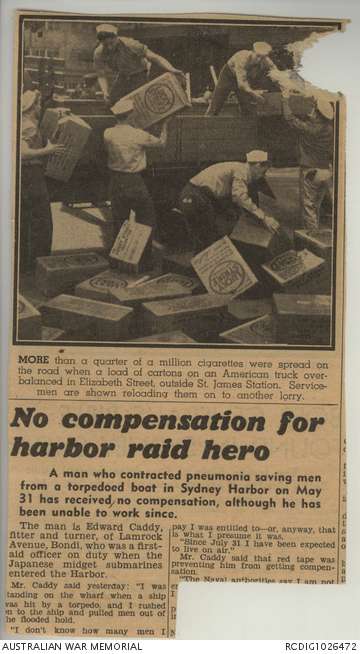 MORE than a quarter of a million cigarettes were spread on
the road when a load of cartons on an American truck over-
balanced in Elizabeth Street, outside St. James Station. Service-
men are shown reloading them on to another lorry.
No compensation for
harbor raid hero
A man who contracted pneumonia saving men
from a torpedoed boat in Sydney Harbor on May
31 has received no compensation, although he has
been unable to work since.
The man is Edward Caddy,
fitter and turner, of Lamrock
Avenue, Bondi, who was a first-
aid officer on duty when the
Japanese midget submarines
entered the Harbor.
Mr. Caddy said yesterday: "I was
standing on the wharf when a ship
was hit by a torpedo, and I rushed
on to the ship and pulled men out of
the flooded hold.
"I don't know how many men I
pay I was entitled to—or, anyway, that
is what I presume it was.
"Since July 31 I have been expected
to live on air."
Mr. Caddy said that red tape was
preventing him from getting compen-
sation.
"The Naval authorities say I am not
AUSTRALIAN WAR MEMORIAL
RCDIG1026472